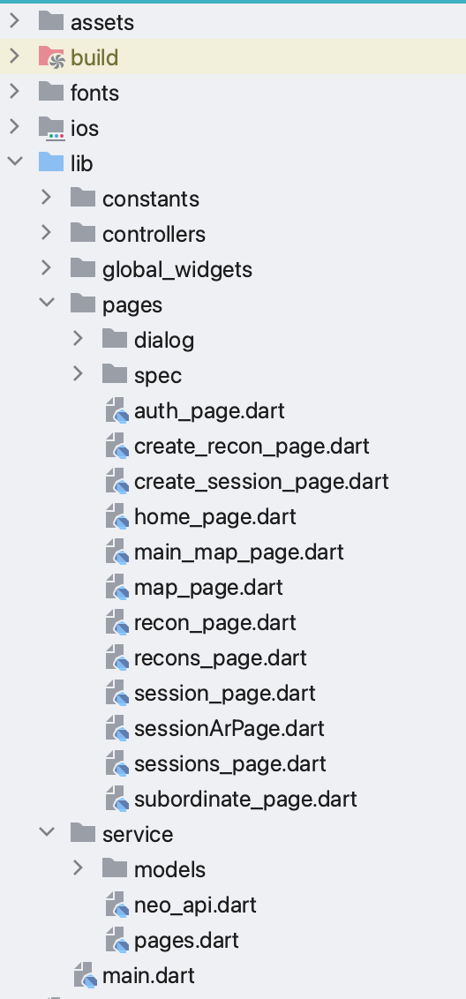 assets
build
fonts
ios
lib
constants
controllers
global_widgets
pages
dialog
spec
auth_page.dart
create_recon_page.dart
create_session_page.dart
home_page.dart
main_map_page.dart
map_page.dart
recon_page.dart
recons_page.dart
session_page.dart
sessionArPage.dart
sessions_page.dart
subordinate_page.dart
service
models
neo_api.dart
pages.dart
main.dart